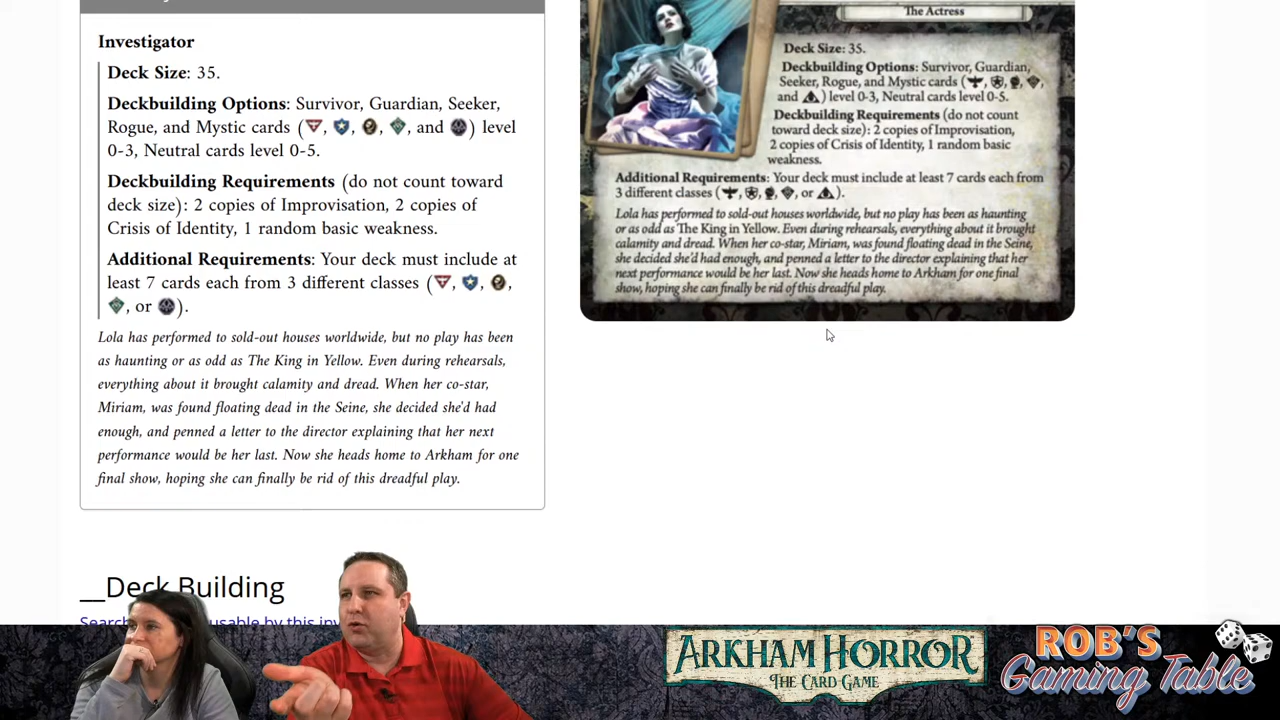 Investigator
Deck Size: 35.
Deckbuilding Options: Survivor, Guardian, Seeker,
Rogue, and Mystic cards ( , , , , and ) level
0-3, Neutral cards level 0-5.
Deckbuilding Requirements (do not count toward
deck size): 2 copies of Improvisation, 2 copies of
Crisis of Identity, 1 random basic weakness.
Additional Requirements: Your deck must include at
least 7 cards each from 3 different classes ( , , ,
, or ).
Lola has performed to sold-out houses worldwide, but no play has been
as haunting or as odd as The King in Yellow. Even during rehearsals,
everything about it brought calamity and dread. When her co-star,
Miriam, was found floating dead in the Seine, she decided she'd had
enough, and penned a letter to the director explaining that her next
performance would be her last. Now she heads home to Arkham for one
final show, hoping she can finally be rid of this dreadful play.
The Actress
Deck Size: 35.
Deckbuilding Options: Survivor, Guardian,
Seeker, Rogue, and Mystic cards ( , , , ,
and ) level 0-3, Neutral cards level 0-5.
Deckbuilding Requirements (do not count
toward deck size): 2 copies of Improvisation,
2 copies of Crisis of Identity, 1 random basic
weakness.
Additional Requirements: Your deck must include at least 7 cards each from
3 different classes ( , , , , or ).
Lola has performed to sold-out houses worldwide, but no play has been as haunting
or as odd as The King in Yellow. Even during rehearsals, everything about it brought
calamity and dread. When her co-star, Miriam, was found floating dead in the Seine,
she decided she'd had enough, and penned a letter to the director explaining that her
next performance would be her last. Now she heads home to Arkham for one final
show, hoping she can finally be rid of this dreadful play.
__Deck Building
usable by this
ARKHAM HORROR
THE CARD GAME
ROB'S
Gaming Table